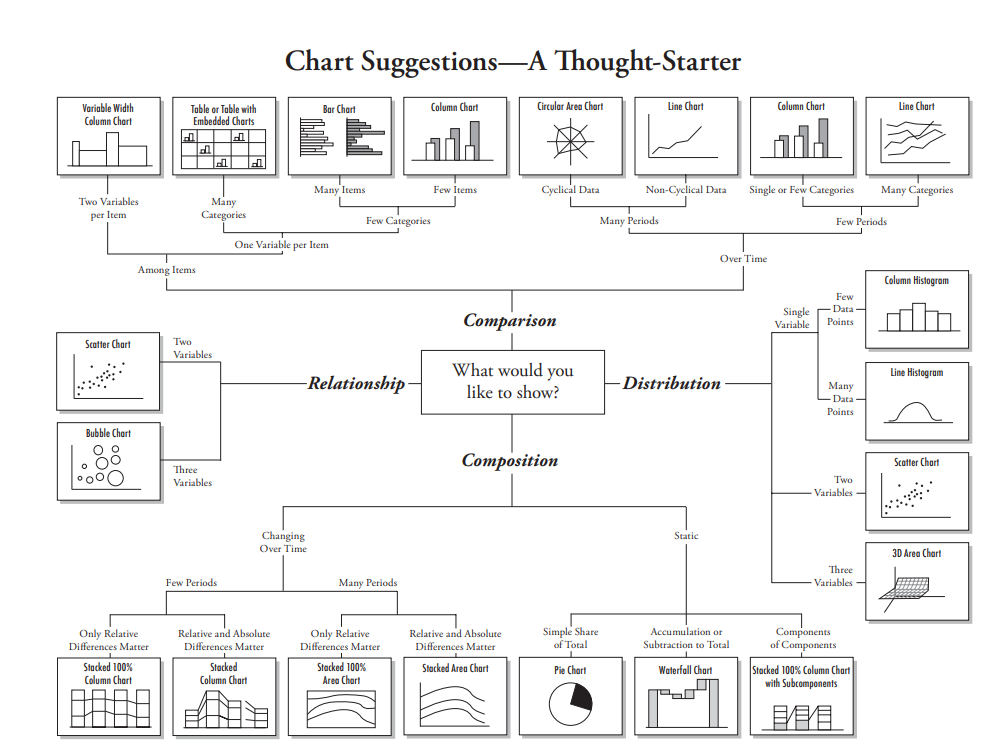 Chart Suggestions—A Thought-Starter
Variable Width
Column Chart
Table or Table with
Embedded Charts
Bar Chart
Column Chart
Circular Area Chart
Line Chart
Column Chart
Line Chart
Two Variables
per Item
Many
Categories
Many Items
Few Items
Cyclical Data
Non-Cyclical Data
Single or Few Categories
Many Categories
Few Categories
Many Periods
Few Periods
One Variable per Item
Among Items
Over Time
Comparison
What would you
like to show?
Relationship
Two
Variables
Scatter Chart
Three
Variables
Bubble Chart
Distribution
Single
Variable
Few
Data
Points
Column Histogram
Many
Data
Points
Line Histogram
Two
Variables
Scatter Chart
Three
Variables
3D Area Chart
Composition
Changing
Over Time
Static
Few Periods
Many Periods
Only Relative
Differences Matter
Relative and Absolute
Differences Matter
Only Relative
Differences Matter
Relative and Absolute
Differences Matter
Simple Share
of Total
Accumulation or
Subtraction to Total
Components
of Components
Stacked 100%
Column Chart
Stacked
Column Chart
Stacked 100%
Area Chart
Stacked Area Chart
Pie Chart
Waterfall Chart
Stacked 100% Column Chart
with Subcomponents